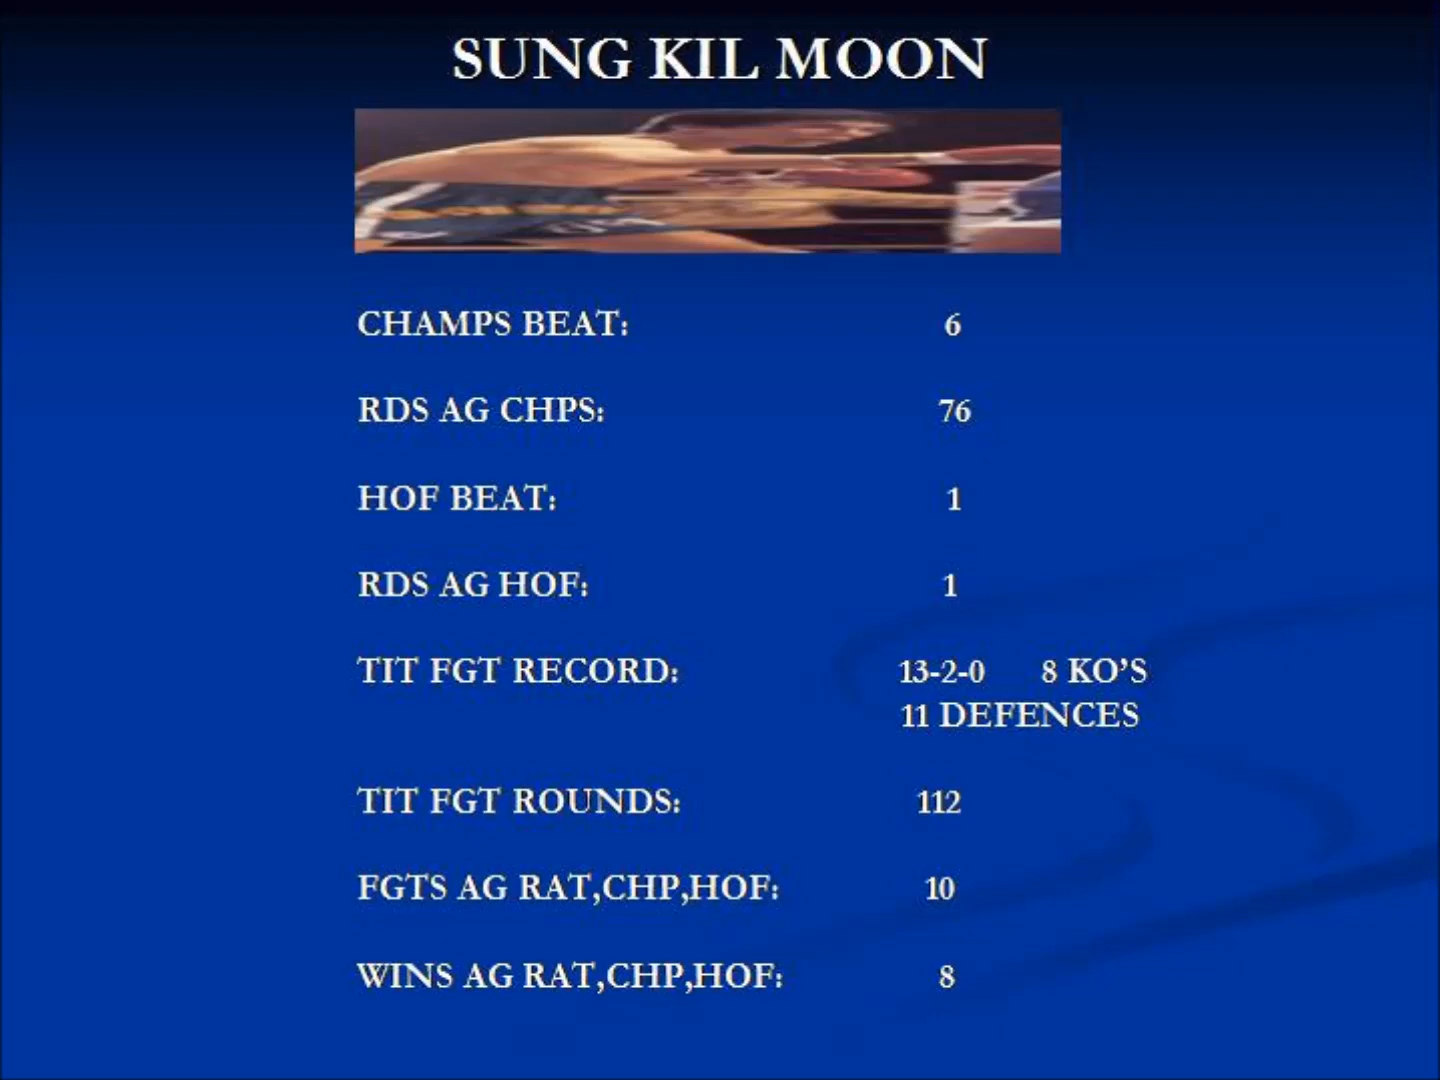 SUNG KIL MOON
CHAMPS BEAT: 6
RDS AG CHPS: 76
HOF BEAT: 1
RDS AG HOF: 1
TIT FGT RECORD: 13-2-0 8 KO’S
11 DEFENCES
TIT FGT ROUNDS: 112
FGTS AG RAT,CHP,HOF: 10
WINS AG RAT,CHP,HOF: 8